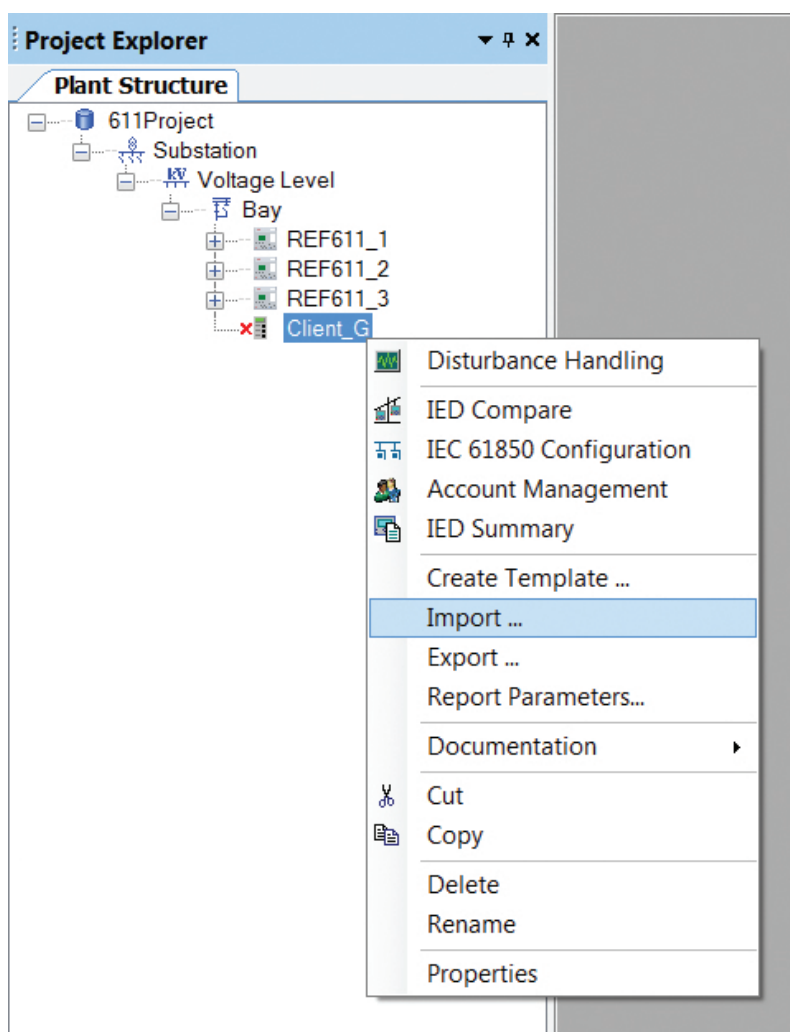 Project Explorer
Plant Structure
611Project
Substation
kV Voltage Level
Bay
REF611_1
REF611_2
REF611_3
Client_G
Disturbance Handling
IED Compare
IEC 61850 Configuration
Account Management
IED Summary
Create Template ...
Import ...
Export ...
Report Parameters...
Documentation
Cut
Copy
Delete
Rename
Properties